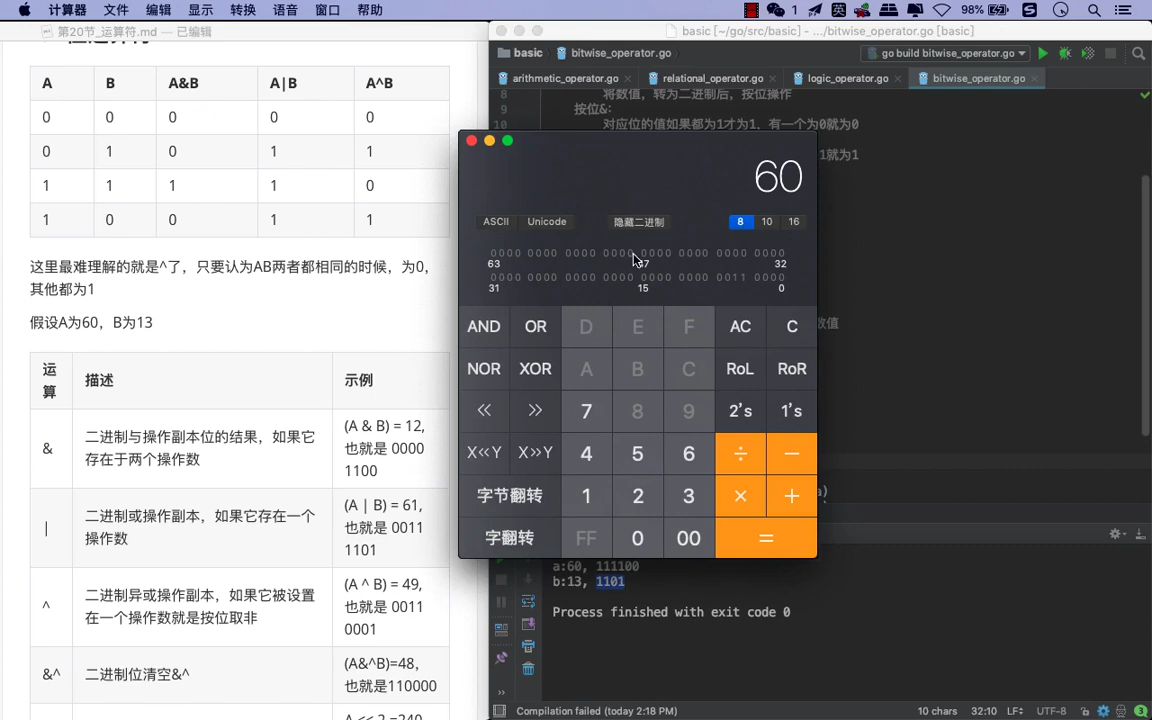 计算器 文件 编辑 显示 转换 语音 窗口 帮助 1 英 98% S
第20节_运算符.md — 已编辑
A B A&B A|B A^B
0 0 0 0 0
0 1 0 1 1
1 1 1 1 0
1 0 0 1 1
这里最难理解的就是^了，只要认为AB两者都相同的时候，为0，
其他都为1
假设A为60，B为13
运算 描述 示例
& 二进制与操作副本位的结果，如果它
存在于两个操作数
(A & B) = 12,
也就是 0000
1100
| 二进制或操作副本，如果它存在一个
操作数
(A | B) = 61,
也就是 0011
1101
^ 二进制异或操作副本，如果它被设置
在一个操作数就是按位取非
(A ^ B) = 49,
也就是 0011
0001
&^ 二进制位清空&^
(A&^B)=48，
也就是110000
A << 2 =240
basic [~/go/src/basic] - .../bitwise_operator.go [basic]
basic bitwise_operator.go go build bitwise_operator.go
arithmetic_operator.go relational_operator.go logic_operator.go bitwise_operator.go
8 将数值，转为二进制后，按位操作
9 按位&：
10 对应位的值如果都为1才为1，有一个为0就为0
1就为1
数值
a)
60
ASCII Unicode 隐藏二进制 8 10 16
0000 0000 0000 0000 0000 0000 0000 0000
63 47 32
0000 0000 0000 0000 0000 0000 0011 0000
31 15 0
AND OR D E F AC C
NOR XOR A B C RoL RoR
« » 7 8 9 2's 1's
X«Y X»Y 4 5 6 ÷ −
字节翻转 1 2 3 × +
字翻转 FF 0 00 =
a:60, 111100
b:13, 1101
Process finished with exit code 0
Compilation failed (today 2:18 PM) 10 chars 32:10 LF UTF-8 3